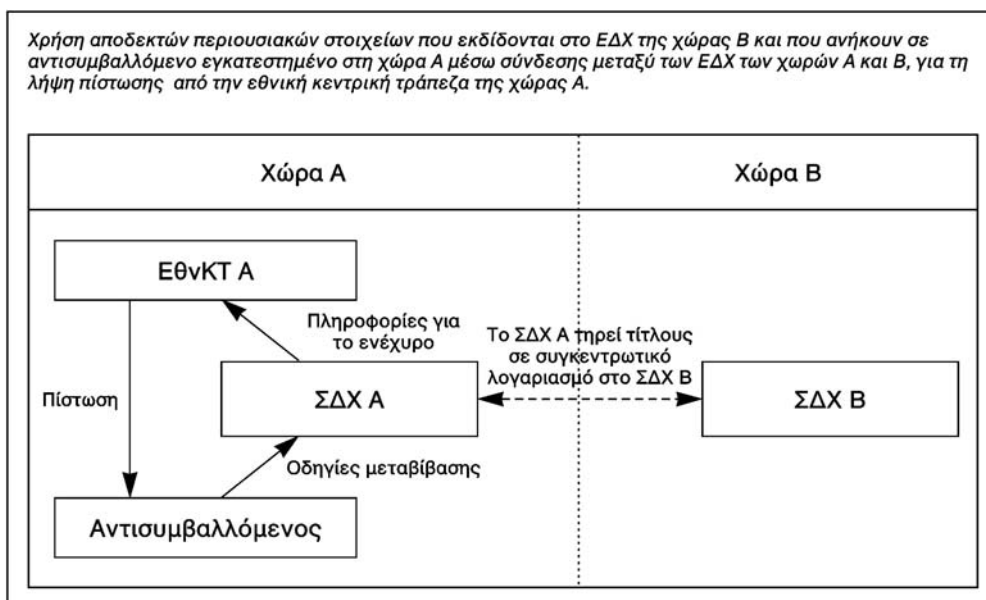 Χρήση αποδεκτών περιουσιακών στοιχείων που εκδίδονται στο ΕΔΧ της χώρας Β και που ανήκουν σε
αντισυμβαλλόμενο εγκατεστημένο στη χώρα Α μέσω σύνδεσης μεταξύ των ΕΔΧ των χωρών Α και Β, για τη
λήψη πίστωσης από την εθνική κεντρική τράπεζα της χώρας Α.
Χώρα Α
Χώρα Β
ΕθνΚΤ Α
Πληροφορίες για
το ενέχυρο
Το ΣΔΧ Α τηρεί τίτλους
σε συγκεντρωτικό
λογαριασμό στο ΣΔΧ Β
Πίστωση
ΣΔΧ Α
ΣΔΧ Β
Οδηγίες μεταβίβασης
Αντισυμβαλλόμενος